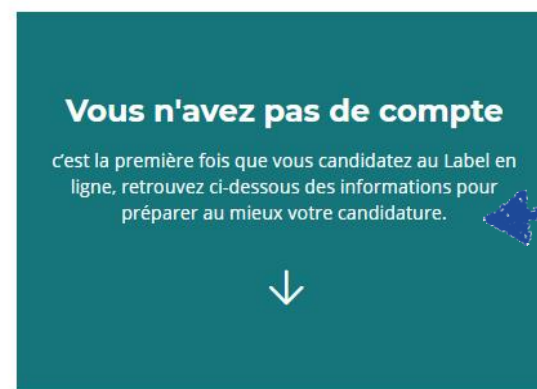 Vous n'avez pas de compte
c'est la première fois que vous candidatez au Label en
ligne, retrouvez ci-dessous des informations pour
préparer au mieux votre candidature.